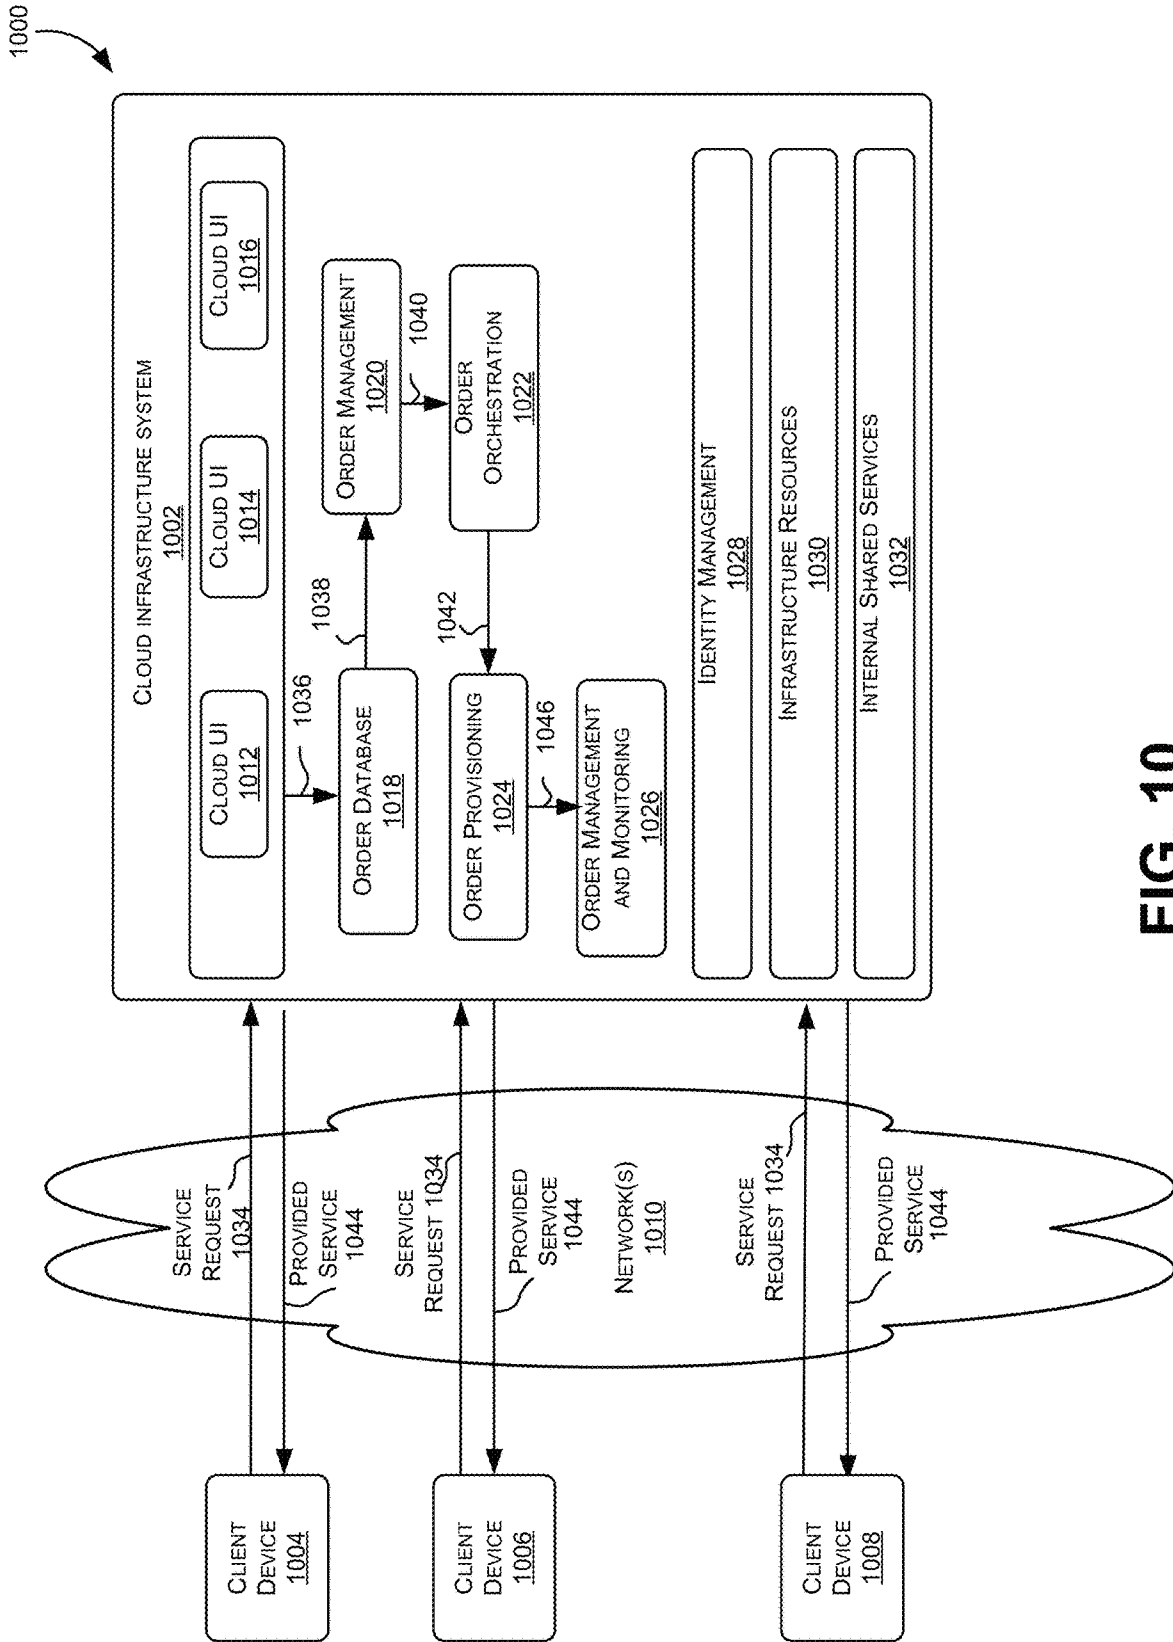 1000
CLOUD INFRASTRUCTURE SYSTEM
1002
CLOUD UI
1012
CLOUD UI
1014
CLOUD UI
1016
1036
ORDER DATABASE
1018
1038
ORDER MANAGEMENT
1020
1040
ORDER
ORCHESTRATION
1022
1042
ORDER PROVISIONING
1024
1046
ORDER MANAGEMENT
AND MONITORING
1026
IDENTITY MANAGEMENT
1028
INFRASTRUCTURE RESOURCES
1030
INTERNAL SHARED SERVICES
1032
SERVICE
REQUEST
1034
PROVIDED
SERVICE
1044
SERVICE
REQUEST 1034
PROVIDED
SERVICE
1044
NETWORK(S)
1010
SERVICE
REQUEST 1034
PROVIDED
SERVICE
1044
CLIENT
DEVICE
1004
CLIENT
DEVICE
1006
CLIENT
DEVICE
1008
FIG. 10